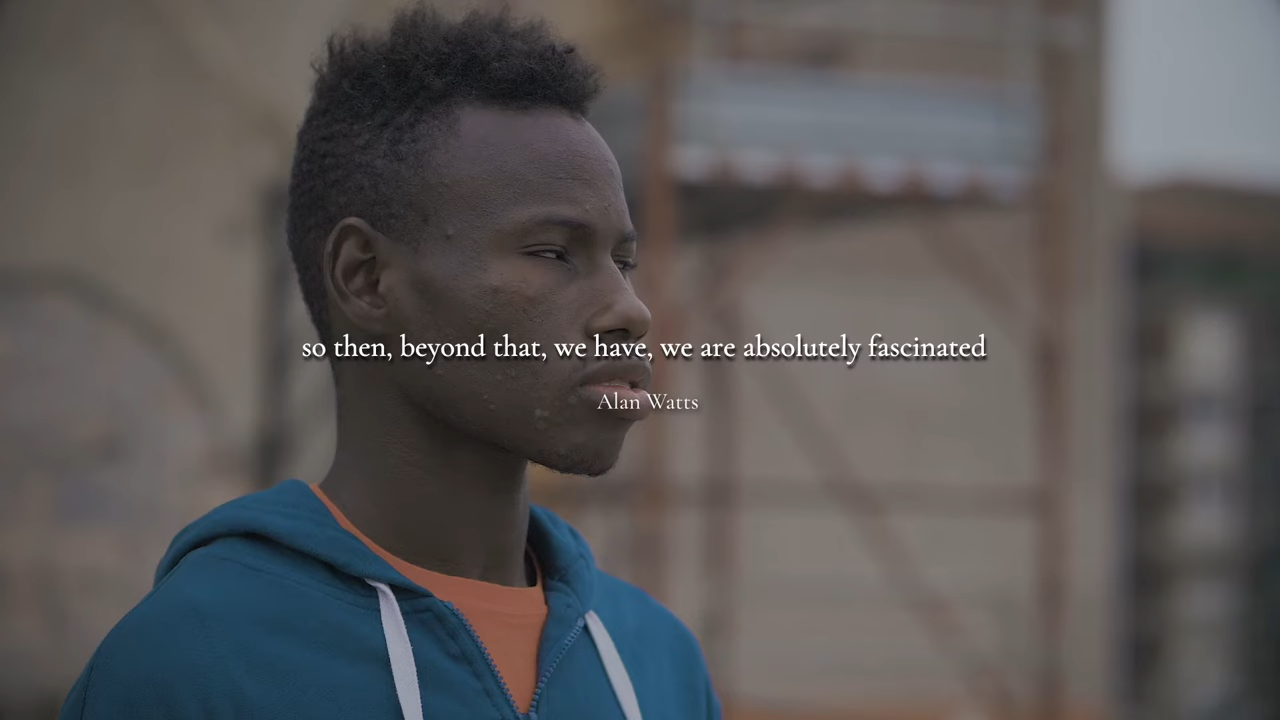 so then, beyond that, we have, we are absolutely fascinated
Alan Watts